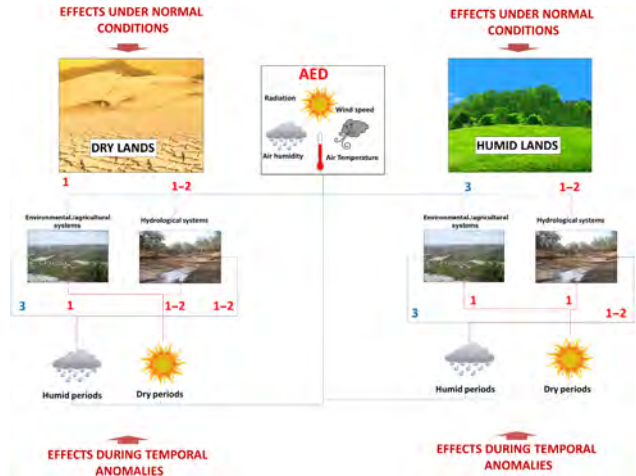 EFFECTS UNDER NORMAL
CONDITIONS
EFFECTS UNDER NORMAL
CONDITIONS
AED
Radiation
Wind speed
Air humidity
Air Temperature
DRY LANDS
HUMID LANDS
1
1–2
3
1–2
Environmental/agricultural
systems
Hydrological systems
Environmental/agricultural
systems
Hydrological systems
3
1
1–2
1–2
3
1
1
1–2
Humid periods
Dry periods
Humid periods
Dry periods
EFFECTS DURING TEMPORAL
ANOMALIES
EFFECTS DURING TEMPORAL
ANOMALIES